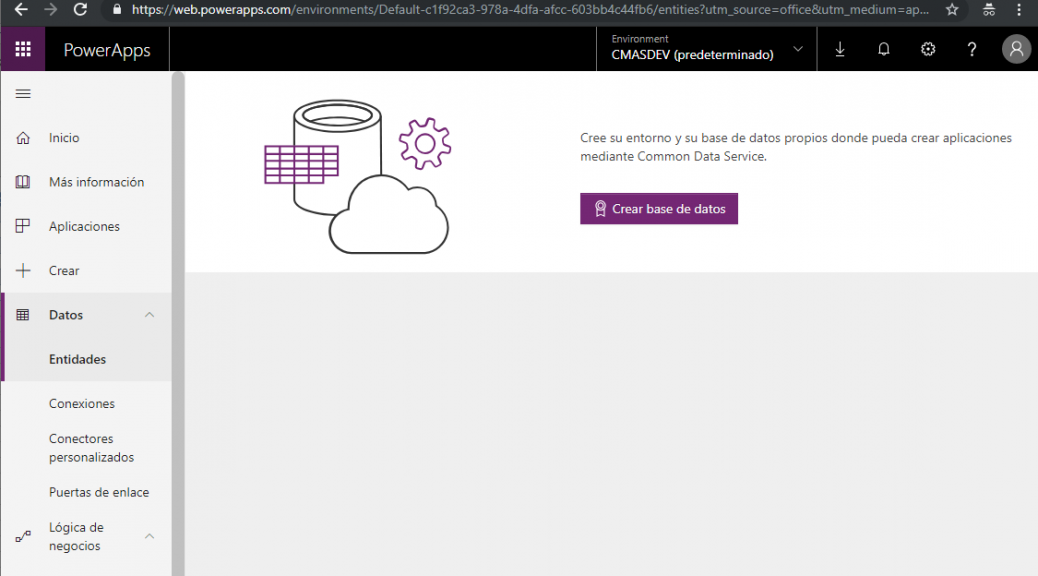 https://web.powerapps.com/environments/Default-c1f92ca3-978a-4dfa-afcc-603bb4c44fb6/entities?utm_source=office&utm_medium=ap...
PowerApps
Environment
CMASDEV (predeterminado)
?
Inicio
Más información
Aplicaciones
Crear
Datos
Entidades
Conexiones
Conectores
personalizados
Puertas de enlace
Lógica de
negocios
Cree su entorno y su base de datos propios donde pueda crear aplicaciones
mediante Common Data Service.
Crear base de datos